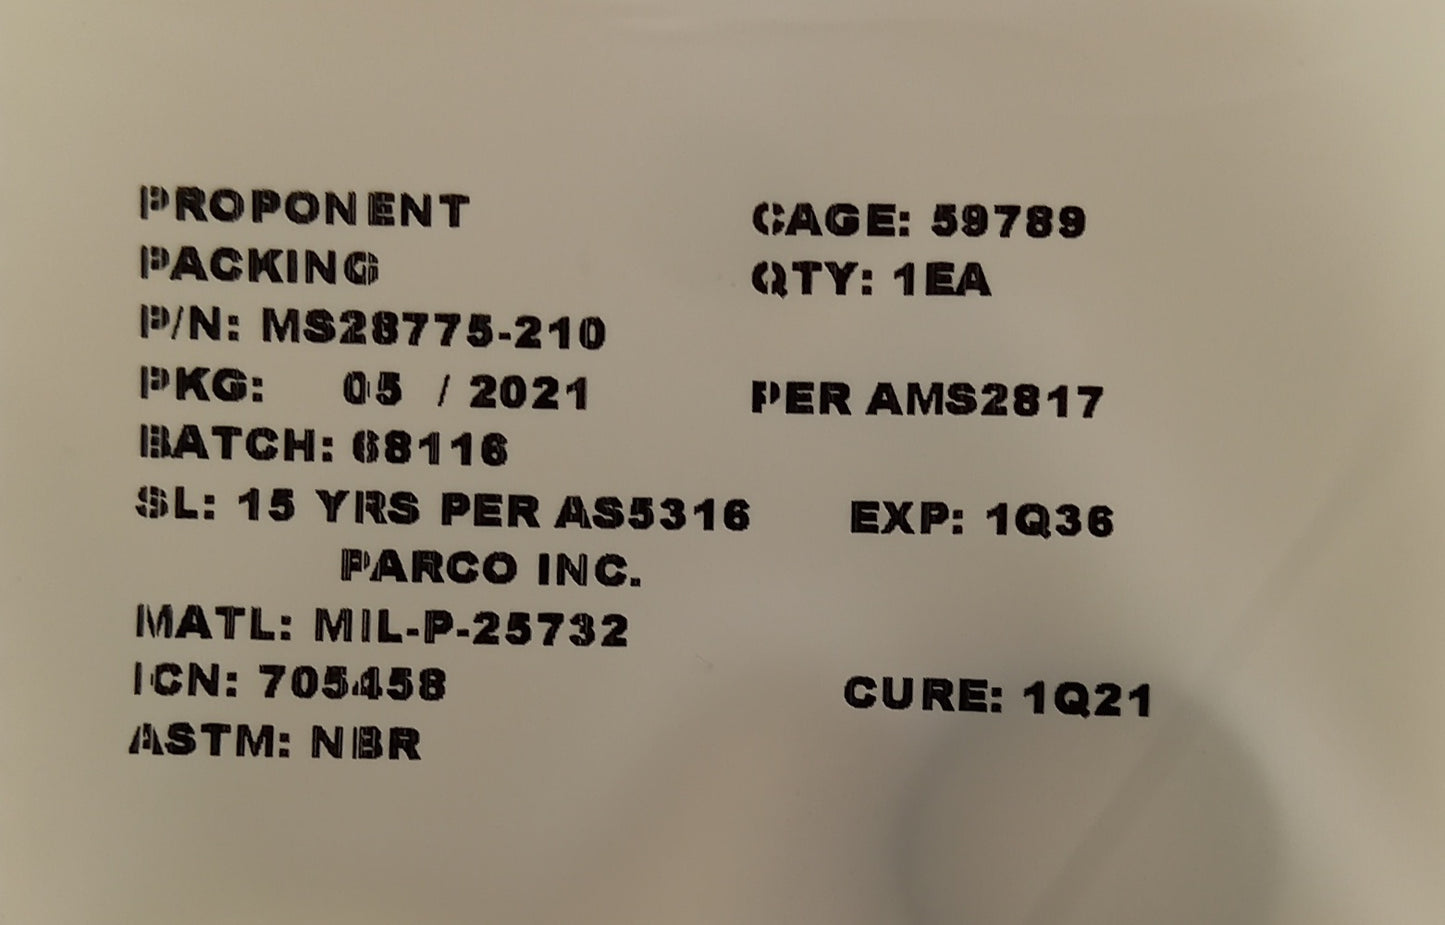 PROPONENT CAGE: 59789
PACKING QTY: 1EA
P/N: MS28775-210
PKG: 05 / 2021 PER AMS2817
BATCH: 68116
SL: 15 YRS PER AS5316 EXP: 1Q36
PARCO INC.
MATL: MIL-P-25732
ICN: 705458 CURE: 1Q21
ASTM: NBR